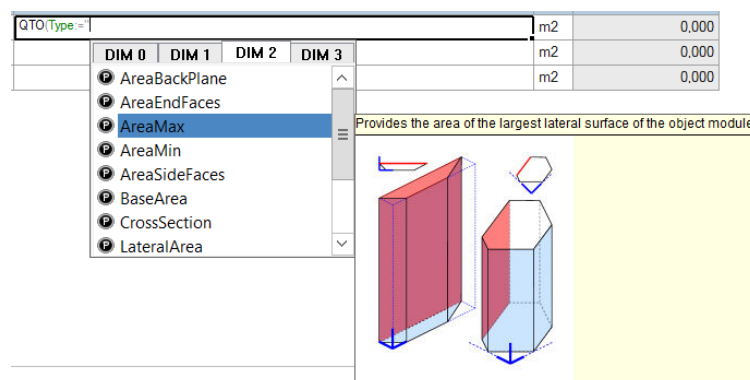 QTO(Type:="
m2 0,000
DIM 0 DIM 1 DIM 2 DIM 3
m2 0,000
AreaBackPlane
m2 0,000
AreaEndFaces
AreaMax
Provides the area of the largest lateral surface of the object module
AreaMin
AreaSideFaces
BaseArea
CrossSection
LateralArea